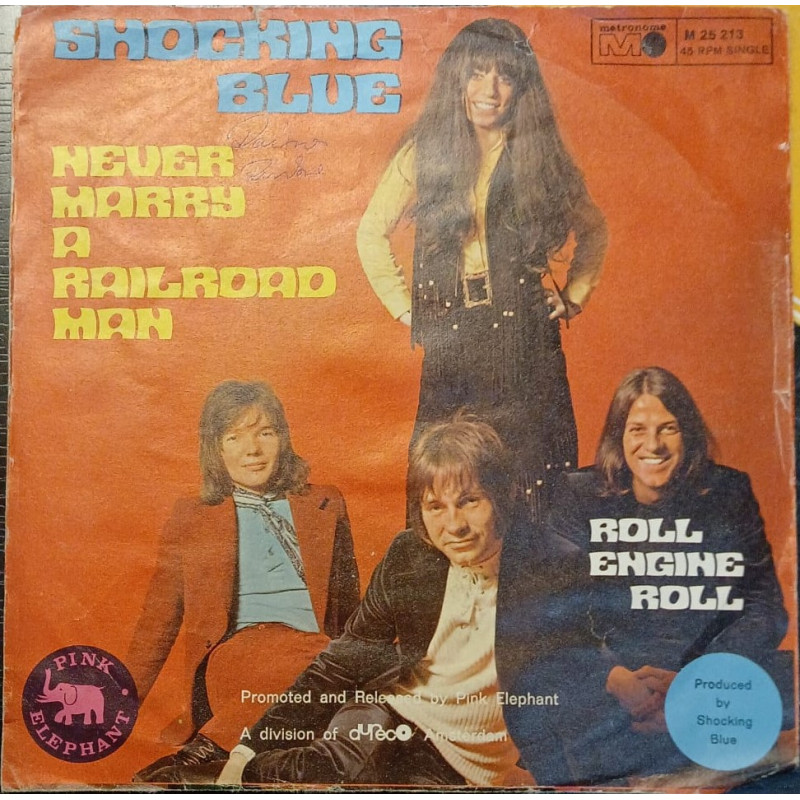 SHOCKING
BLUE
NEVER
MARRY
A
RAILROAD
MAN
metronome
M
M 25 213
45 RPM SINGLE
ROLL
ENGINE
ROLL
PINK
ELEPHANT
Promoted and Released by Pink Elephant
A division of dureco Amsterdam
Produced
by
Shocking
Blue